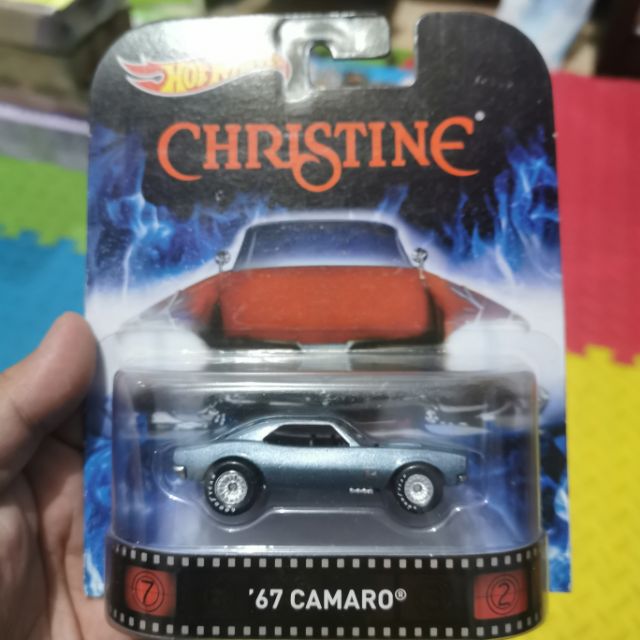 HOT WHEELS
CHRISTINE®
'67 CAMARO®
7
2